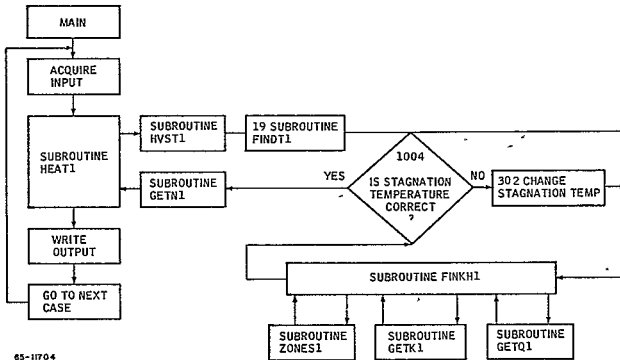 MAIN
ACQUIRE
INPUT
SUBROUTINE
HEAT1
SUBROUTINE
HVST1
19 SUBROUTINE
FINDT1
SUBROUTINE
GETN1
YES
1004
IS STAGNATION
TEMPERATURE
CORRECT
?
NO
302 CHANGE
STAGNATION TEMP
WRITE
OUTPUT
GO TO NEXT
CASE
SUBROUTINE FINKH1
SUBROUTINE
ZONES1
SUBROUTINE
GETK1
SUBROUTINE
GETQ1
65-11704